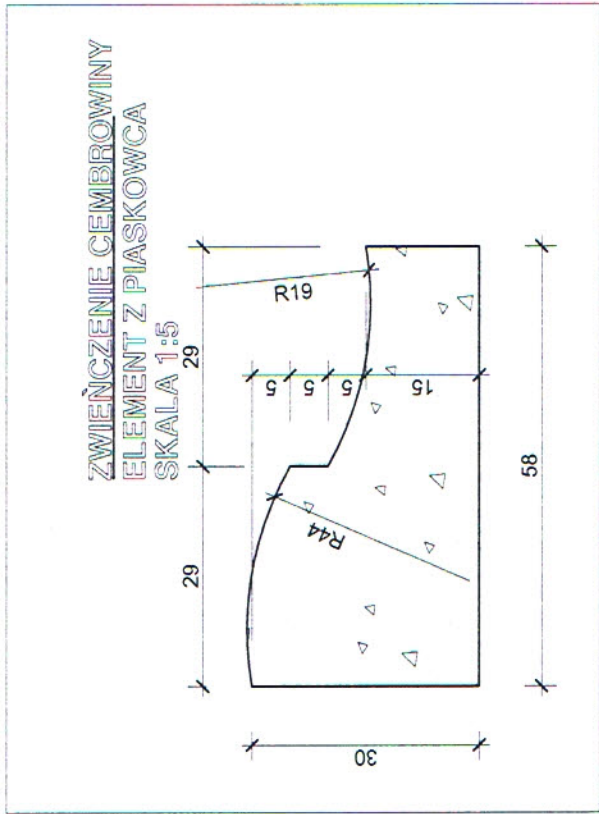 ZWIEŃCZENIE CEMBROWINY
ELEMENT Z PIASKOWCA
SKALA 1:5
29
29
R19
5
5
5
15
R44
58
30